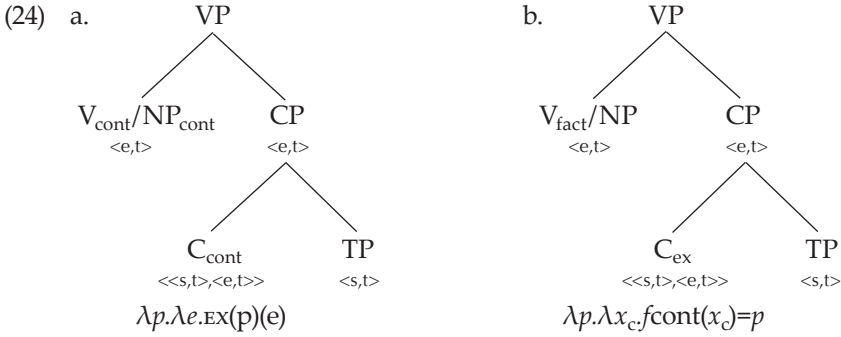 (24) a. VP b. VP
V_cont/NP_cont CP V_fact/NP CP
<e,t> <e,t> <e,t> <e,t>
C_cont TP C_ex TP
<<s,t>,<e,t>> <s,t> <<s,t>,<e,t>> <s,t>
λp.λe.EX(p)(e) λp.λx_c.fcont(x_c)=p